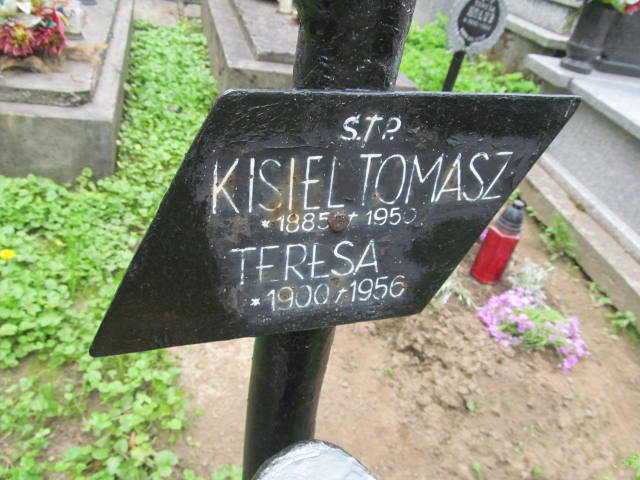 Ś.†P.
KISIEL TOMASZ
*1885 †1950
TERESA
*1900 †1956